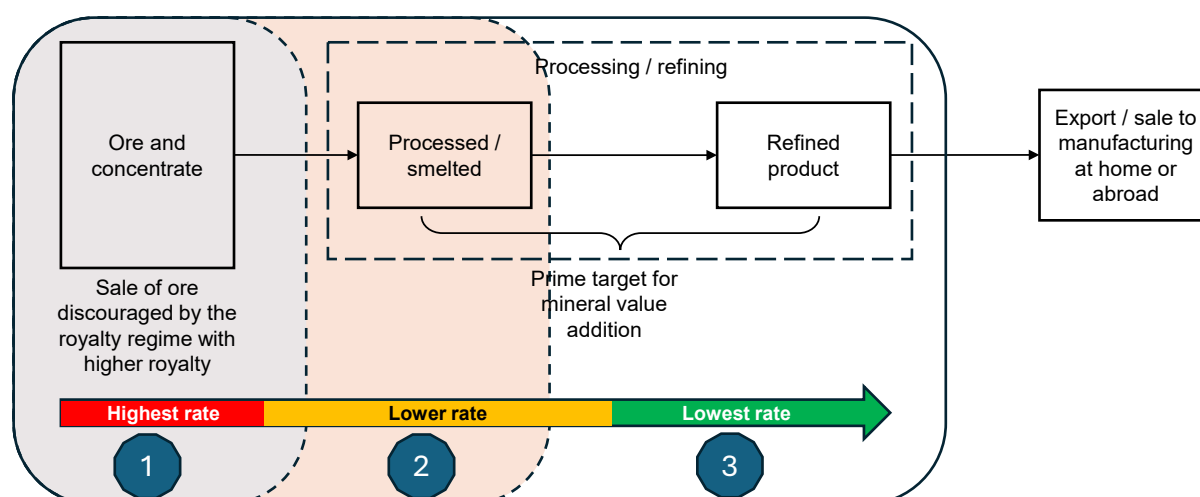 Processing / refining
Ore and
concentrate
Processed /
smelted
Refined
product
Export / sale to
manufacturing
at home or
abroad
Sale of ore
discouraged by the
royalty regime with
higher royalty
Prime target for
mineral value
addition
Highest rate
Lower rate
Lowest rate
1
2
3